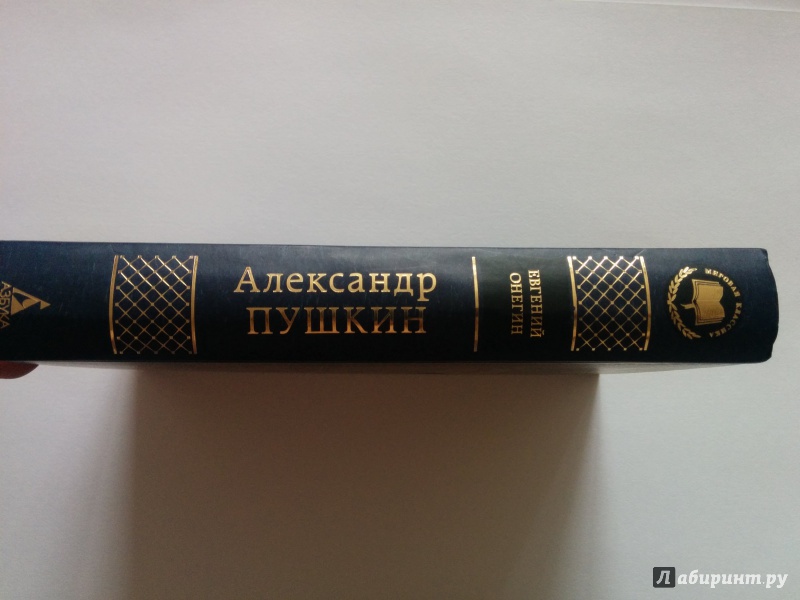 Александр
ПУШКИН
ЕВГЕНИЙ
ОНЕГИН
МИРОВАЯ КЛАССИКА
АЗБУКА
Лабиринт.ру